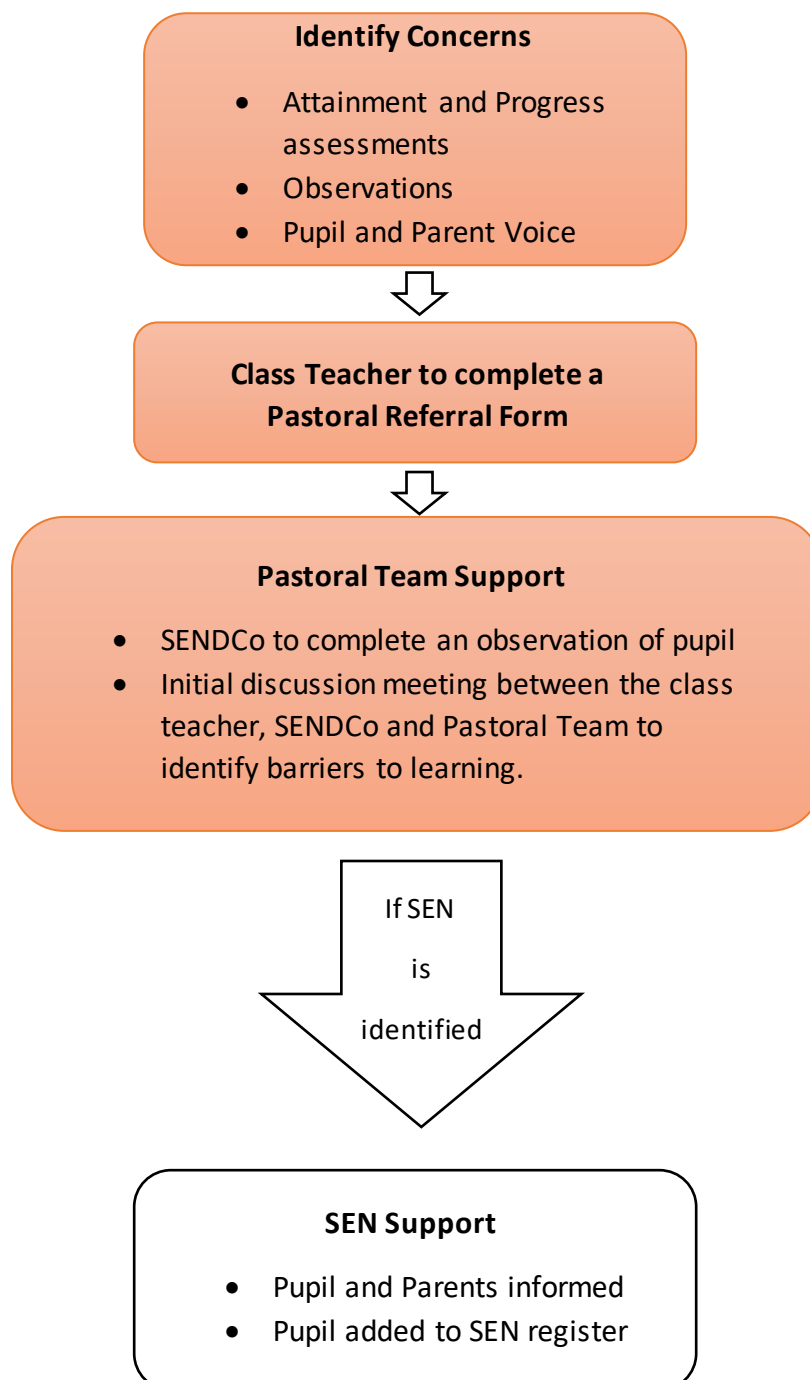 Identify Concerns
• Attainment and Progress
assessments
• Observations
• Pupil and Parent Voice
Class Teacher to complete a
Pastoral Referral Form
Pastoral Team Support
• SENDCo to complete an observation of pupil
• Initial discussion meeting between the class
teacher, SENDCo and Pastoral Team to
identify barriers to learning.
If SEN
is
identified
SEN Support
• Pupil and Parents informed
• Pupil added to SEN register